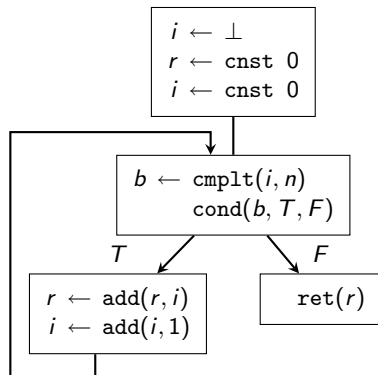 i ← ⊥
r ← cnst 0
i ← cnst 0
b ← cmplt(i, n)
cond(b, T, F)
T
F
r ← add(r, i)
i ← add(i,1)
ret(r)